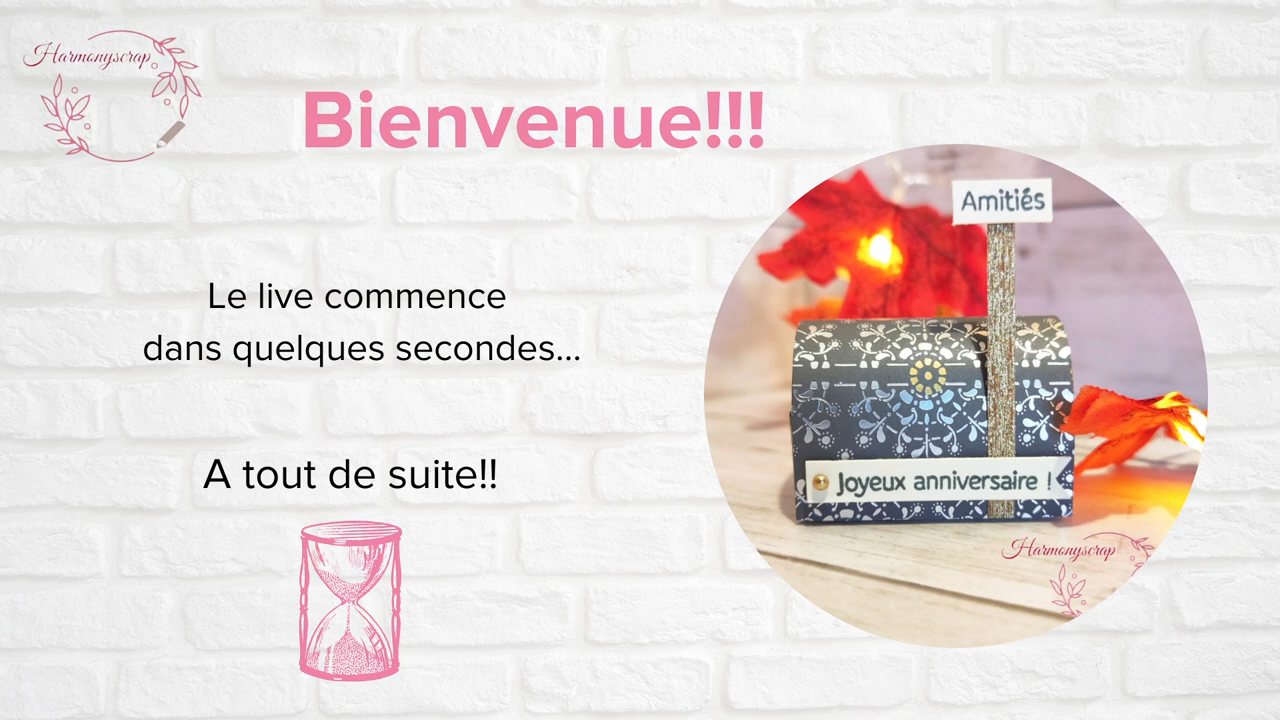 Harmonyscrap
Bienvenue!!!
Amitiés
Le live commence
dans quelques secondes...
A tout de suite!!
Joyeux anniversaire !
Harmonyscrap